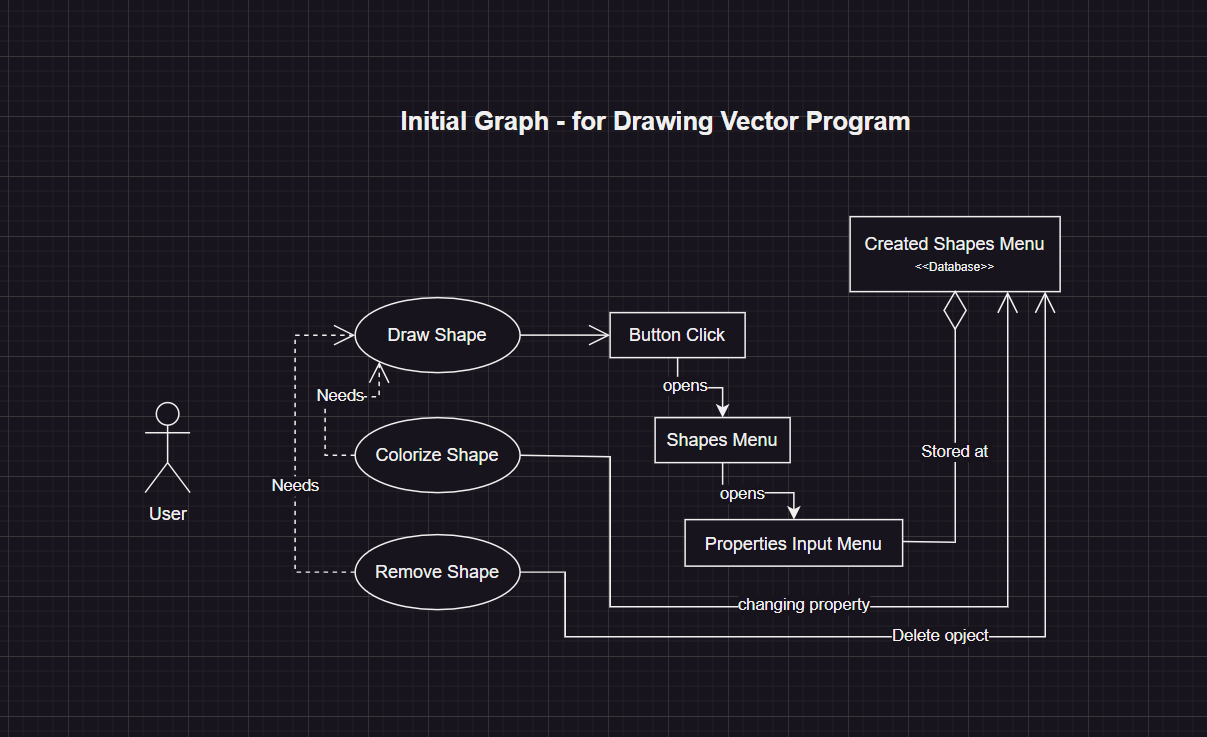 Initial Graph - for Drawing Vector Program
Created Shapes Menu
<<Database>>
Draw Shape
Button Click
opens
Needs
Shapes Menu
Colorize Shape
Stored at
Needs
opens
User
Properties Input Menu
Remove Shape
changing property
Delete opject